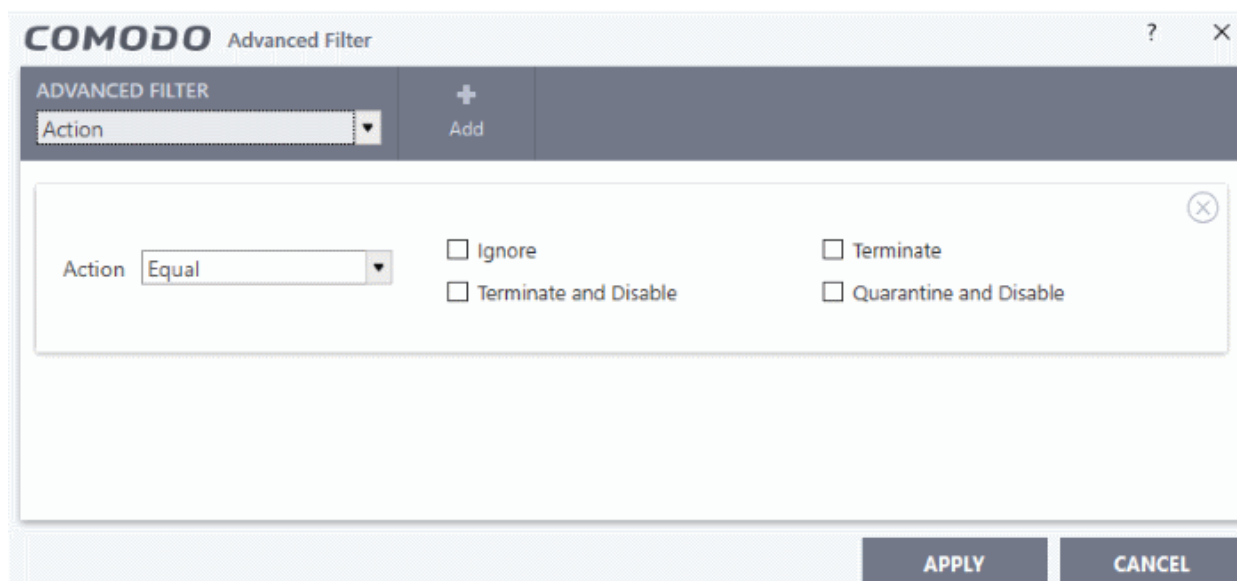 COMODO Advanced Filter ?
ADVANCED FILTER
Action
Add
Action Equal
Ignore Terminate
Terminate and Disable Quarantine and Disable
APPLY CANCEL